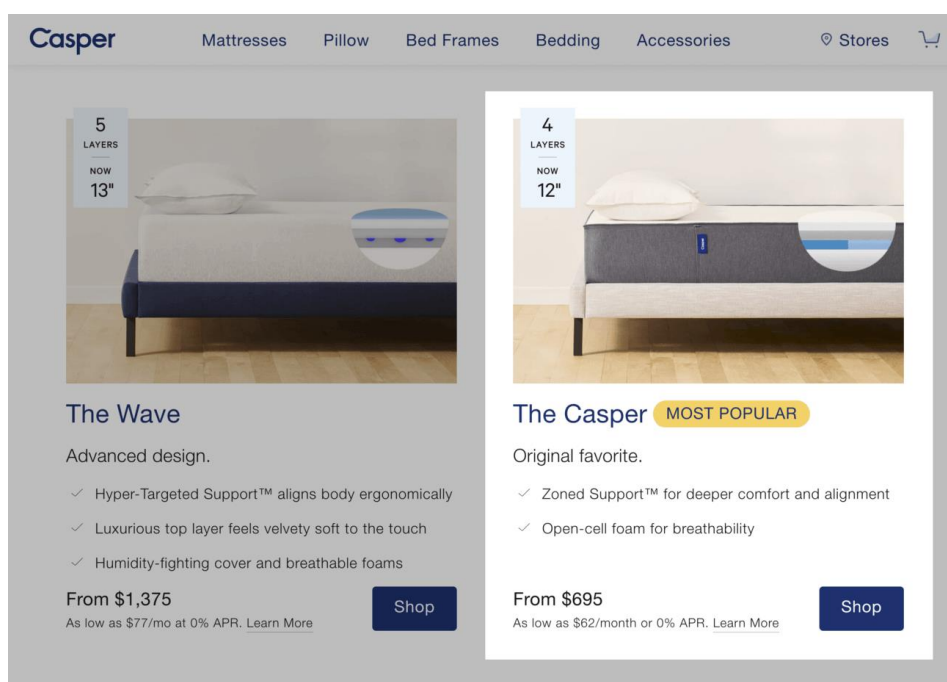 Casper
Mattresses Pillow Bed Frames Bedding Accessories Stores
5
LAYERS
NOW
13"
The Wave
Advanced design.
Hyper-Targeted Support™ aligns body ergonomically
Luxurious top layer feels velvety soft to the touch
Humidity-fighting cover and breathable foams
From $1,375
As low as $77/mo at 0% APR. Learn More
Shop
4
LAYERS
NOW
12"
The Casper MOST POPULAR
Original favorite.
Zoned Support™ for deeper comfort and alignment
Open-cell foam for breathability
From $695
As low as $62/month or 0% APR. Learn More
Shop